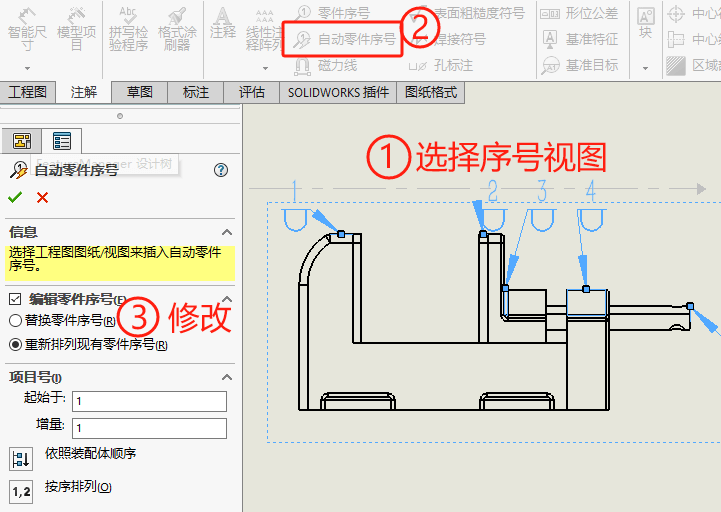 零件序号
② 表面粗糙度符号
形位公差
智能尺寸
模型项目
拼写检验程序
格式涂刷器
注释
线性注释阵列
自动零件序号
焊接符号
基准特征
块
磁力线
孔标注
基准目标
工程图 注解 草图 标注 评估 SOLIDWORKS 插件 图纸格式
FeatureManager 设计树
自动零件序号
① 选择序号视图
1 2 3 4
信息
选择工程图图纸/视图来插入自动零件序号。
编辑零件序号(E)
替换零件序号(R)
③ 修改
重新排列现有零件序号(R)
项目号(I)
起始于: 1
增量: 1
依照装配体顺序
1,2 按序排列(O)